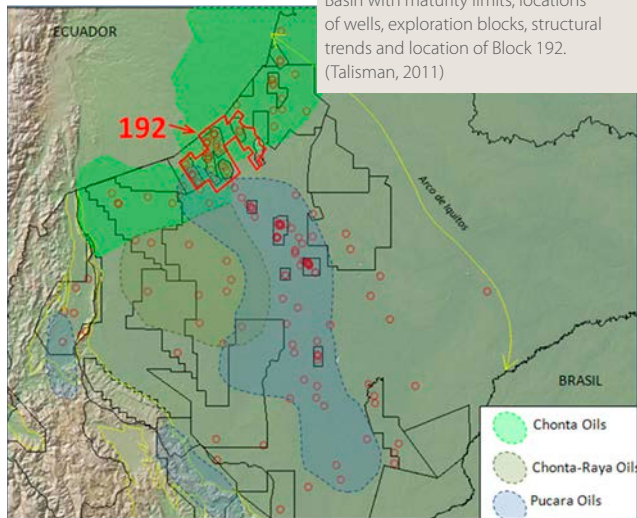 Basin with maturity limits, locations
of wells, exploration blocks, structural
trends and location of Block 192.
(Talisman, 2011)
ECUADOR
192
Arco de Iquitos
BRASIL
Chonta Oils
Chonta-Raya Oils
Pucara Oils